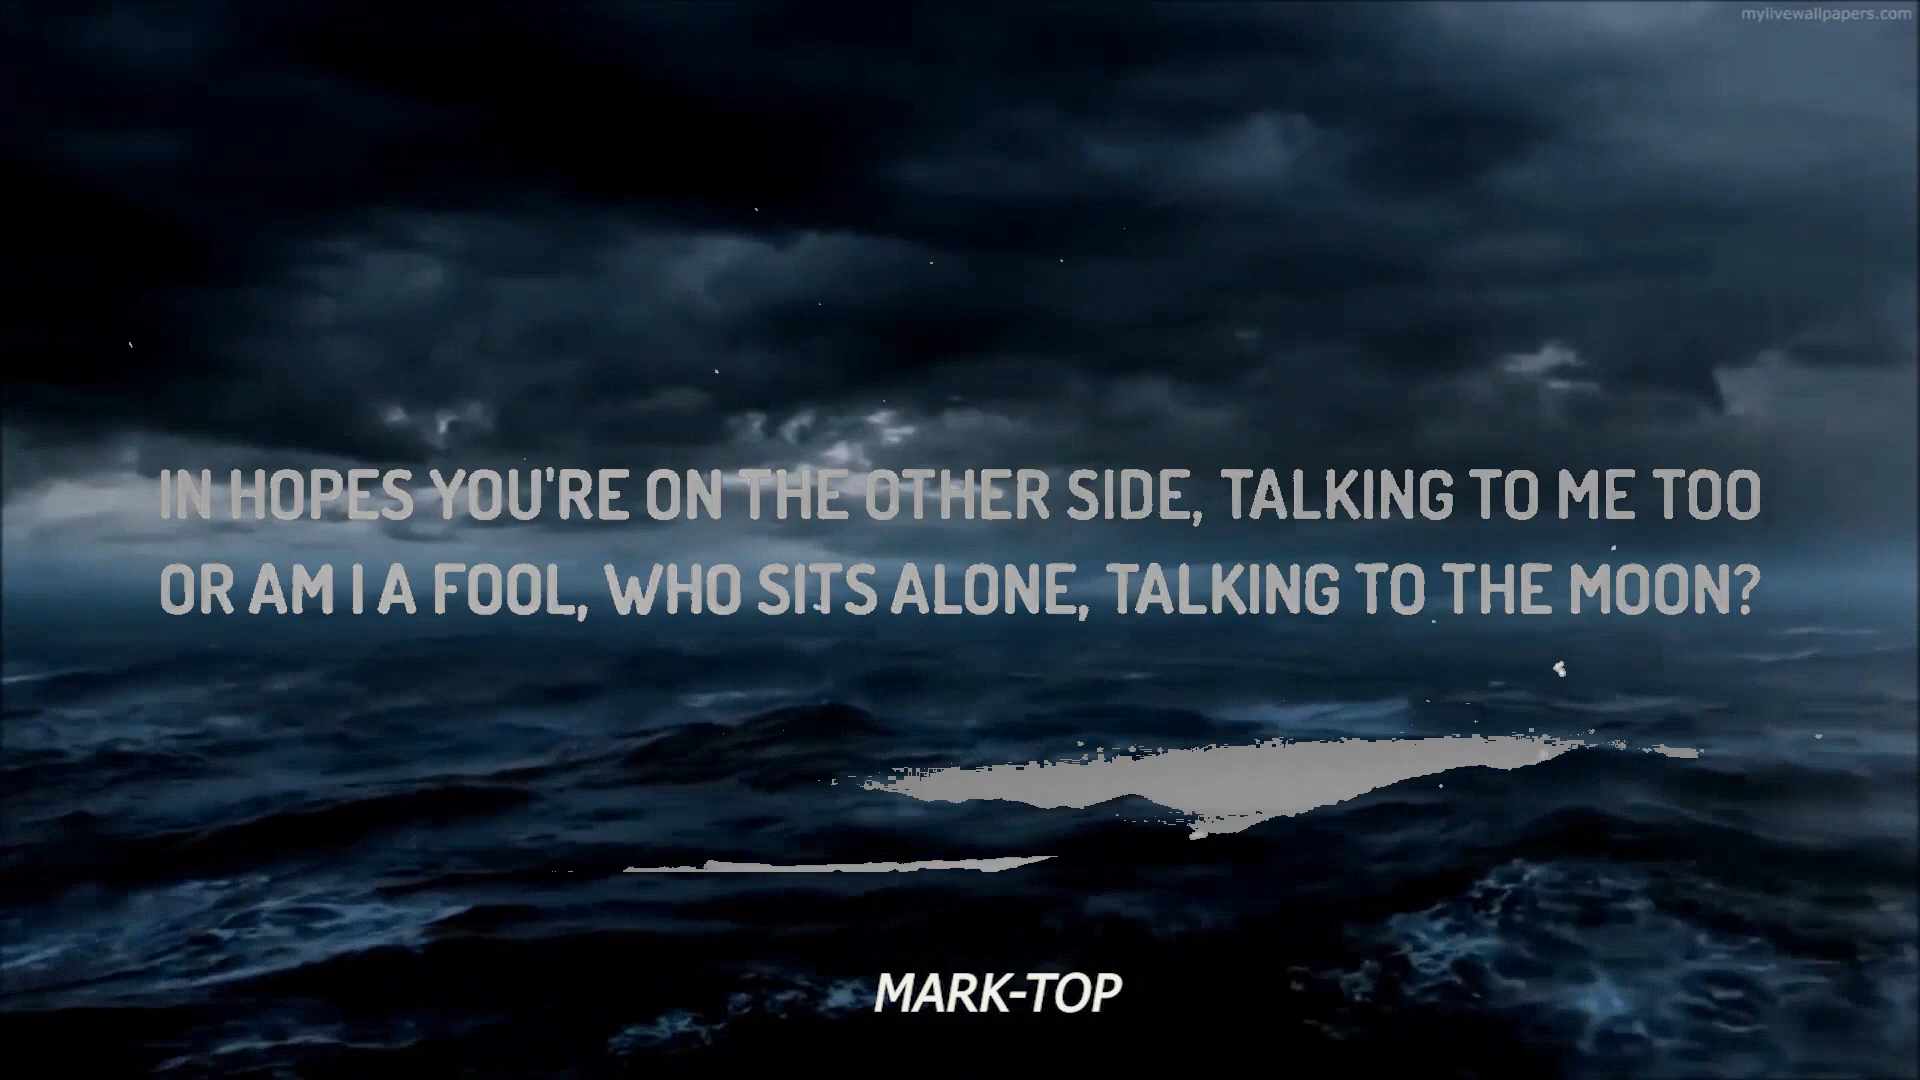 mylivewallpapers.com
IN HOPES YOU'RE ON THE OTHER SIDE, TALKING TO ME TOO
OR AM I A FOOL, WHO SITS ALONE, TALKING TO THE MOON?
MARK-TOP